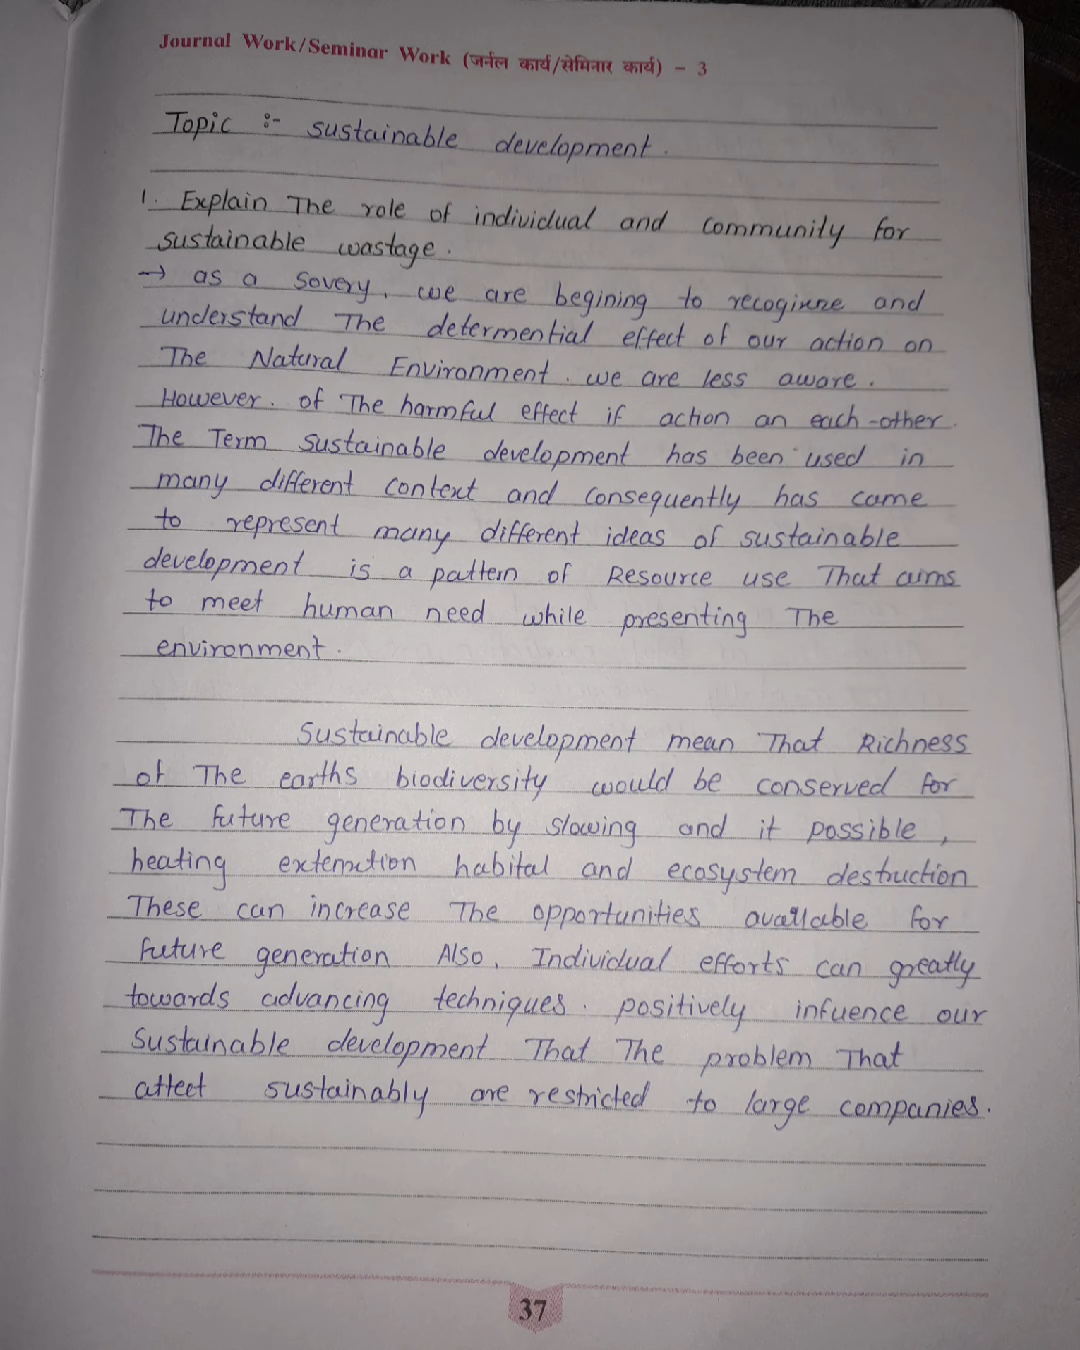 Journal Work/Seminar Work (जर्नल कार्य/सेमिनार कार्य) - 3
Topic :- sustainable development.
1. Explain The role of individual and community for
sustainable wastage.
→ as a sovery, we are begining to recoginze and
understand The determential effect of our action on
The Natural Environment. we are less aware.
However. of The harmful effect if action an each-other.
The Term sustainable development has been used in
many different context and consequently has came
to represent many different ideas of sustainable
development is a pattern of Resource use That aims
to meet human need while presenting The
environment.
Sustainable development mean That Richness
of The earths biodiversity would be conserved for
The future generation by slowing and it possible,
heating extemction habital and ecosystem destruction
These can increase The opportunities available for
future generation Also, Individual efforts can greatly
towards advancing techniques. positively infuence our
Sustainable development That The problem That
affect sustainably are restricted to large companies.
37